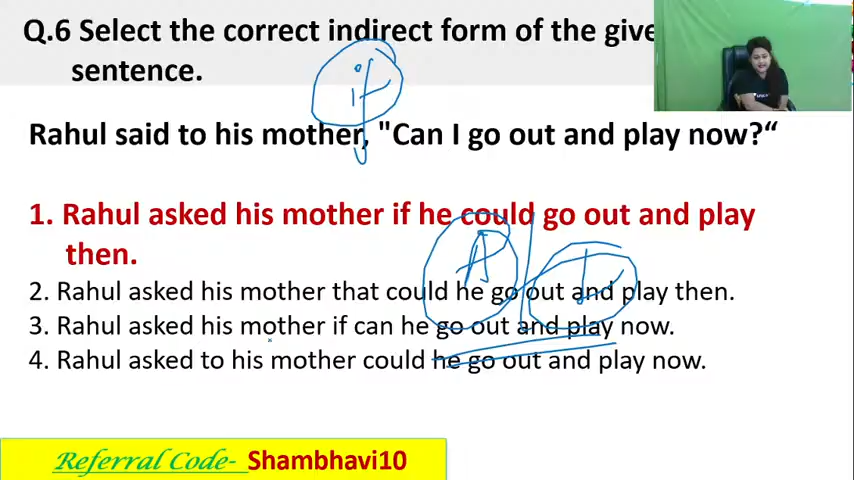 Q.6 Select the correct indirect form of the give
sentence.
if
Rahul said to his mother, "Can I go out and play now?“
1. Rahul asked his mother if he could go out and play
then.
A
2. Rahul asked his mother that could he go out and play then.
3. Rahul asked his mother if can he go out and play now.
4. Rahul asked to his mother could he go out and play now.
Referral Code- Shambhavi10